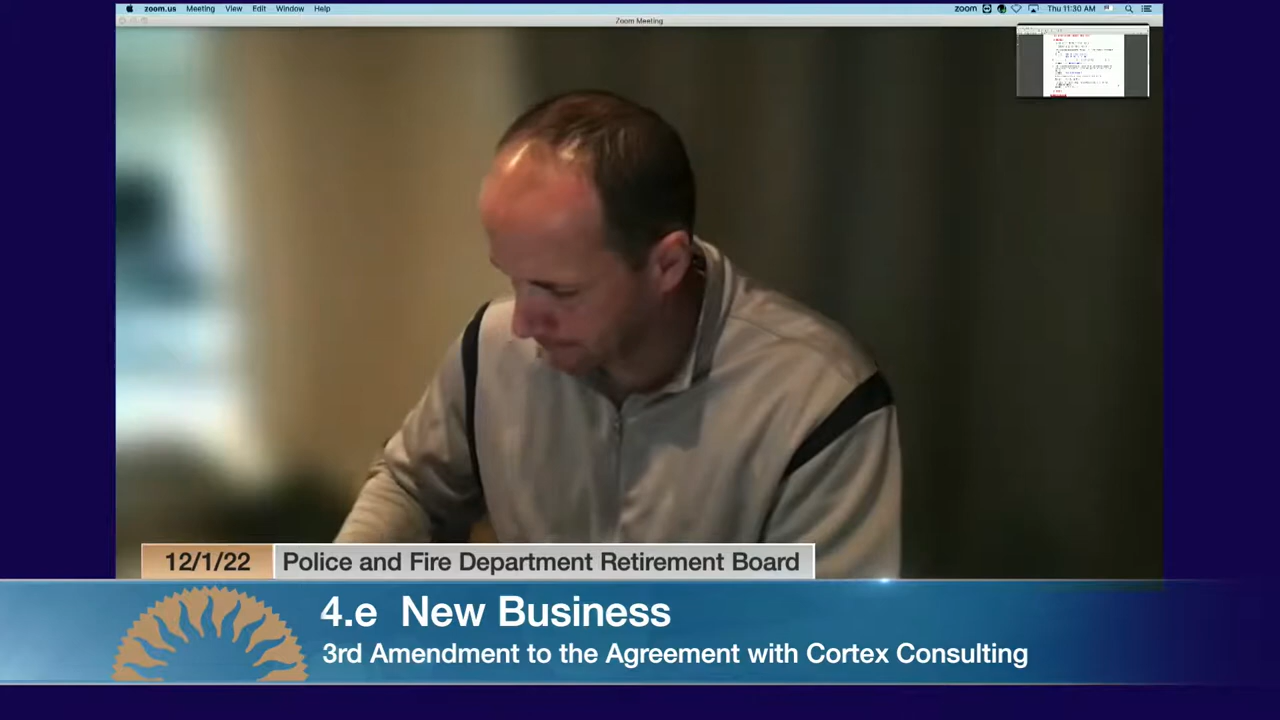 zoom.us Meeting View Edit Window Help zoom Thu 11:30 AM
Zoom Meeting
12/1/22 Police and Fire Department Retirement Board
4.e New Business
3rd Amendment to the Agreement with Cortex Consulting